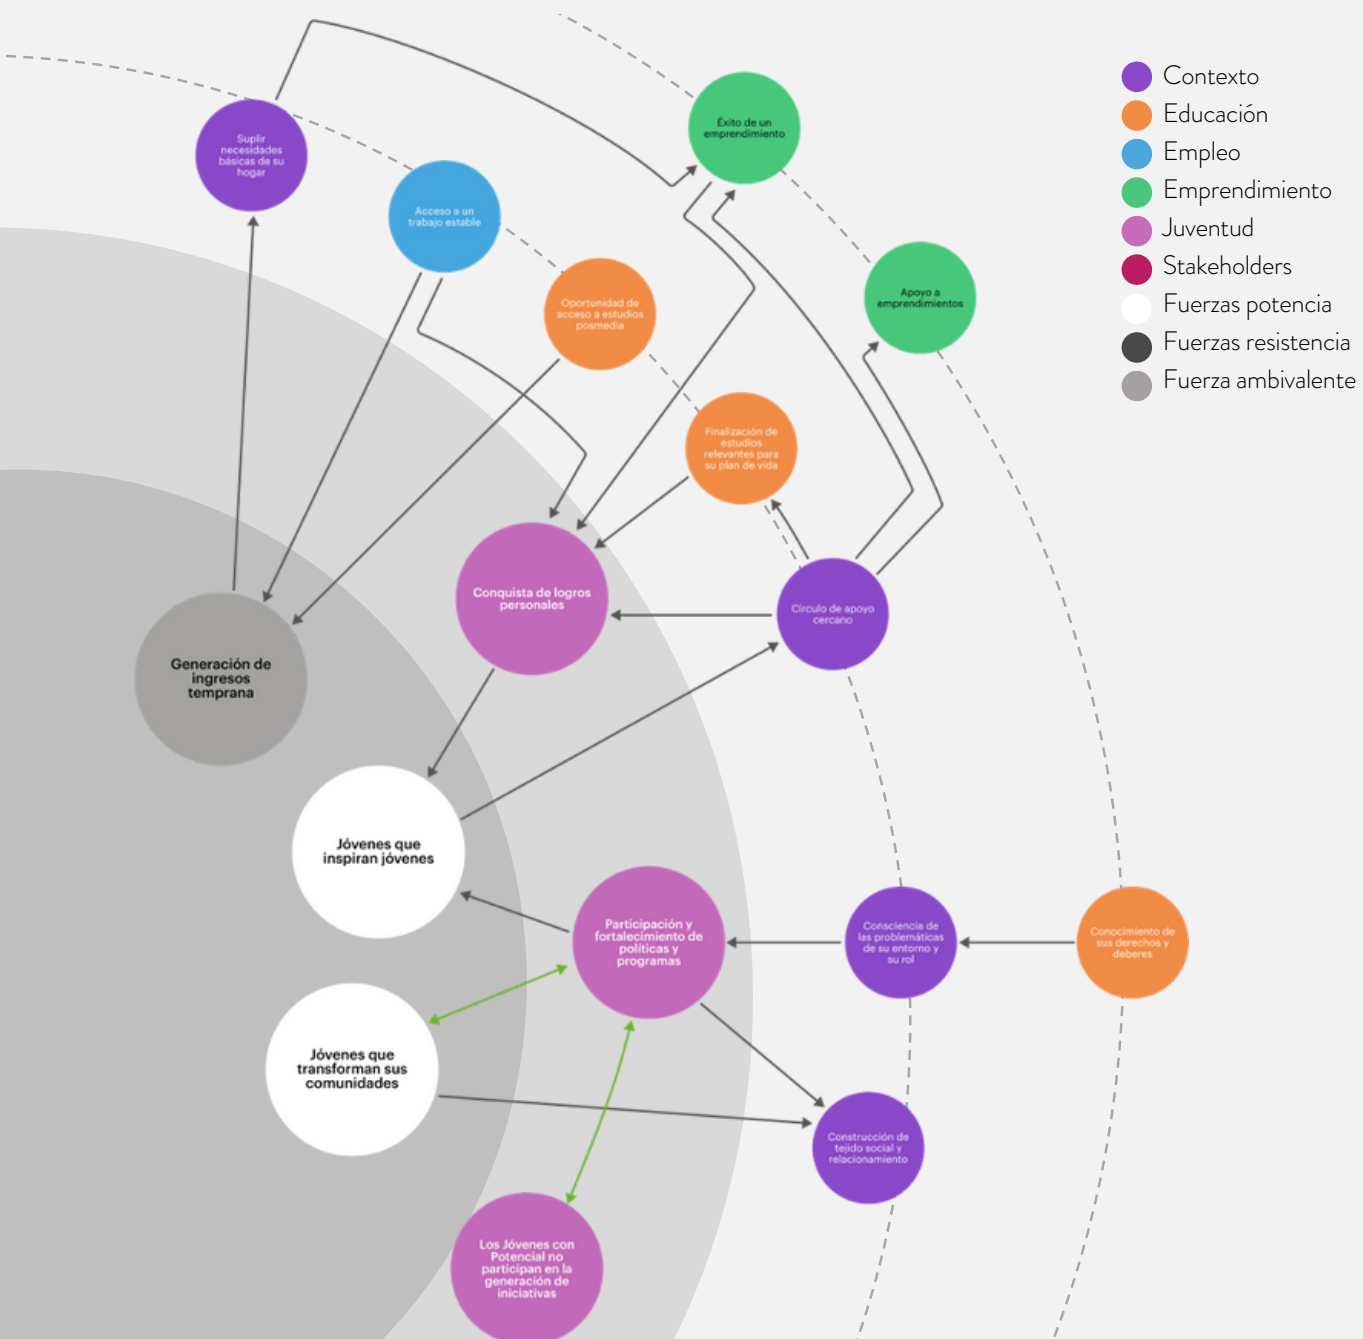 Contexto
Educación
Empleo
Emprendimiento
Juventud
Stakeholders
Fuerzas potencia
Fuerzas resistencia
Fuerza ambivalente
Éxito de un
emprendimiento
Suplir
necesidades
básicas de su
hogar
Acceso a un
trabajo estable
Apoyo a
emprendimientos
Oportunidad de
acceso a estudios
posmedia
Finalización de
estudios
relevantes para
su plan de vida
Conquista de logros
personales
Círculo de apoyo
cercano
Generación de
ingresos
temprana
Jóvenes que
inspiran jóvenes
Participación y
fortalecimiento de
políticas y
programas
Consciencia de
las problemáticas
de su entorno y
su rol
Conocimiento de
sus derechos y
deberes
Jóvenes que
transforman sus
comunidades
Construcción de
tejido social y
relacionamiento
Los Jóvenes con
Potencial no
participan en la
generación de
iniciativas